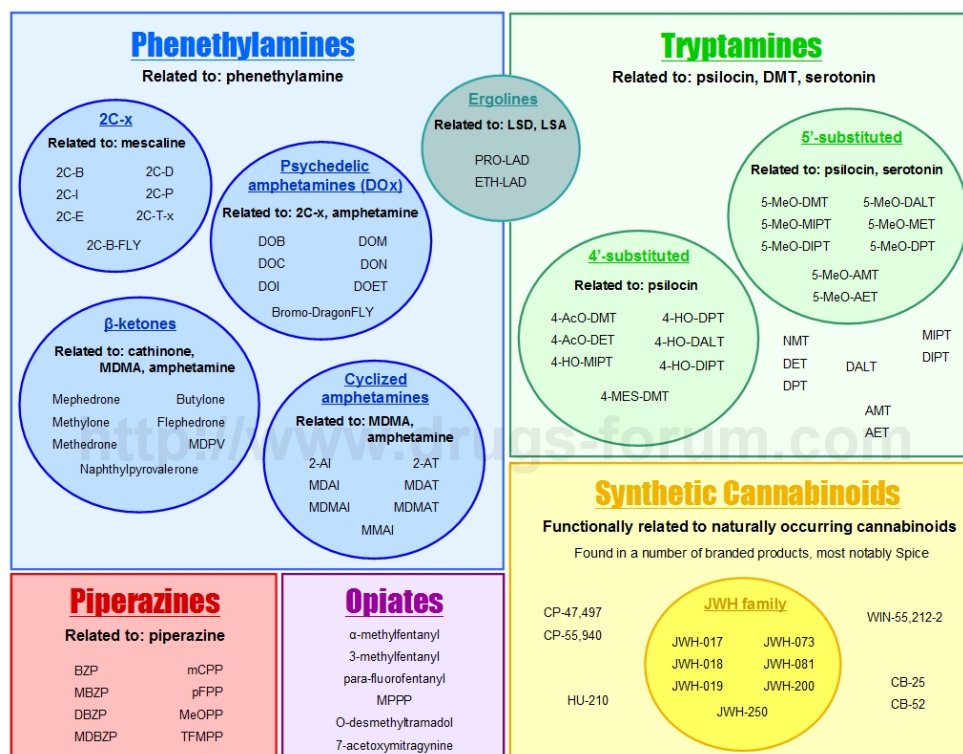 Phenethylamines
Related to: phenethylamine
2C-x
Related to: mescaline
2C-B 2C-D
2C-I 2C-P
2C-E 2C-T-x
2C-B-FLY
Psychedelic
amphetamines (DOx)
Related to: 2C-x, amphetamine
DOB DOM
DOC DON
DOI DOET
Bromo-DragonFLY
β-ketones
Related to: cathinone,
MDMA, amphetamine
Mephedrone Butylone
Methylone Flephedrone
Methedrone MDPV
Naphthylpyrovalerone
Cyclized
amphetamines
Related to: MDMA,
amphetamine
2-AI 2-AT
MDAI MDAT
MDMAI MDMAT
MMAI
Ergolines
Related to: LSD, LSA
PRO-LAD
ETH-LAD
Tryptamines
Related to: psilocin, DMT, serotonin
5'-substituted
Related to: psilocin, serotonin
5-MeO-DMT 5-MeO-DALT
5-MeO-MIPT 5-MeO-MET
5-MeO-DIPT 5-MeO-DPT
5-MeO-AMT
5-MeO-AET
4'-substituted
Related to: psilocin
4-AcO-DMT 4-HO-DPT
4-AcO-DET 4-HO-DALT
4-HO-MIPT 4-HO-DIPT
4-MES-DMT
NMT
DET
DPT
DALT
MIPT
DIPT
AMT
AET
http://www.drugs-forum.com
Piperazines
Related to: piperazine
BZP mCPP
MBZP pFPP
DBZP MeOPP
MDBZP TFMPP
Opiates
α-methylfentanyl
3-methylfentanyl
para-fluorofentanyl
MPPP
O-desmethyltramadol
7-acetoxymitragynine
Synthetic Cannabinoids
Functionally related to naturally occurring cannabinoids
Found in a number of branded products, most notably Spice
CP-47,497
CP-55,940
HU-210
JWH family
JWH-017 JWH-073
JWH-018 JWH-081
JWH-019 JWH-200
JWH-250
WIN-55,212-2
CB-25
CB-52